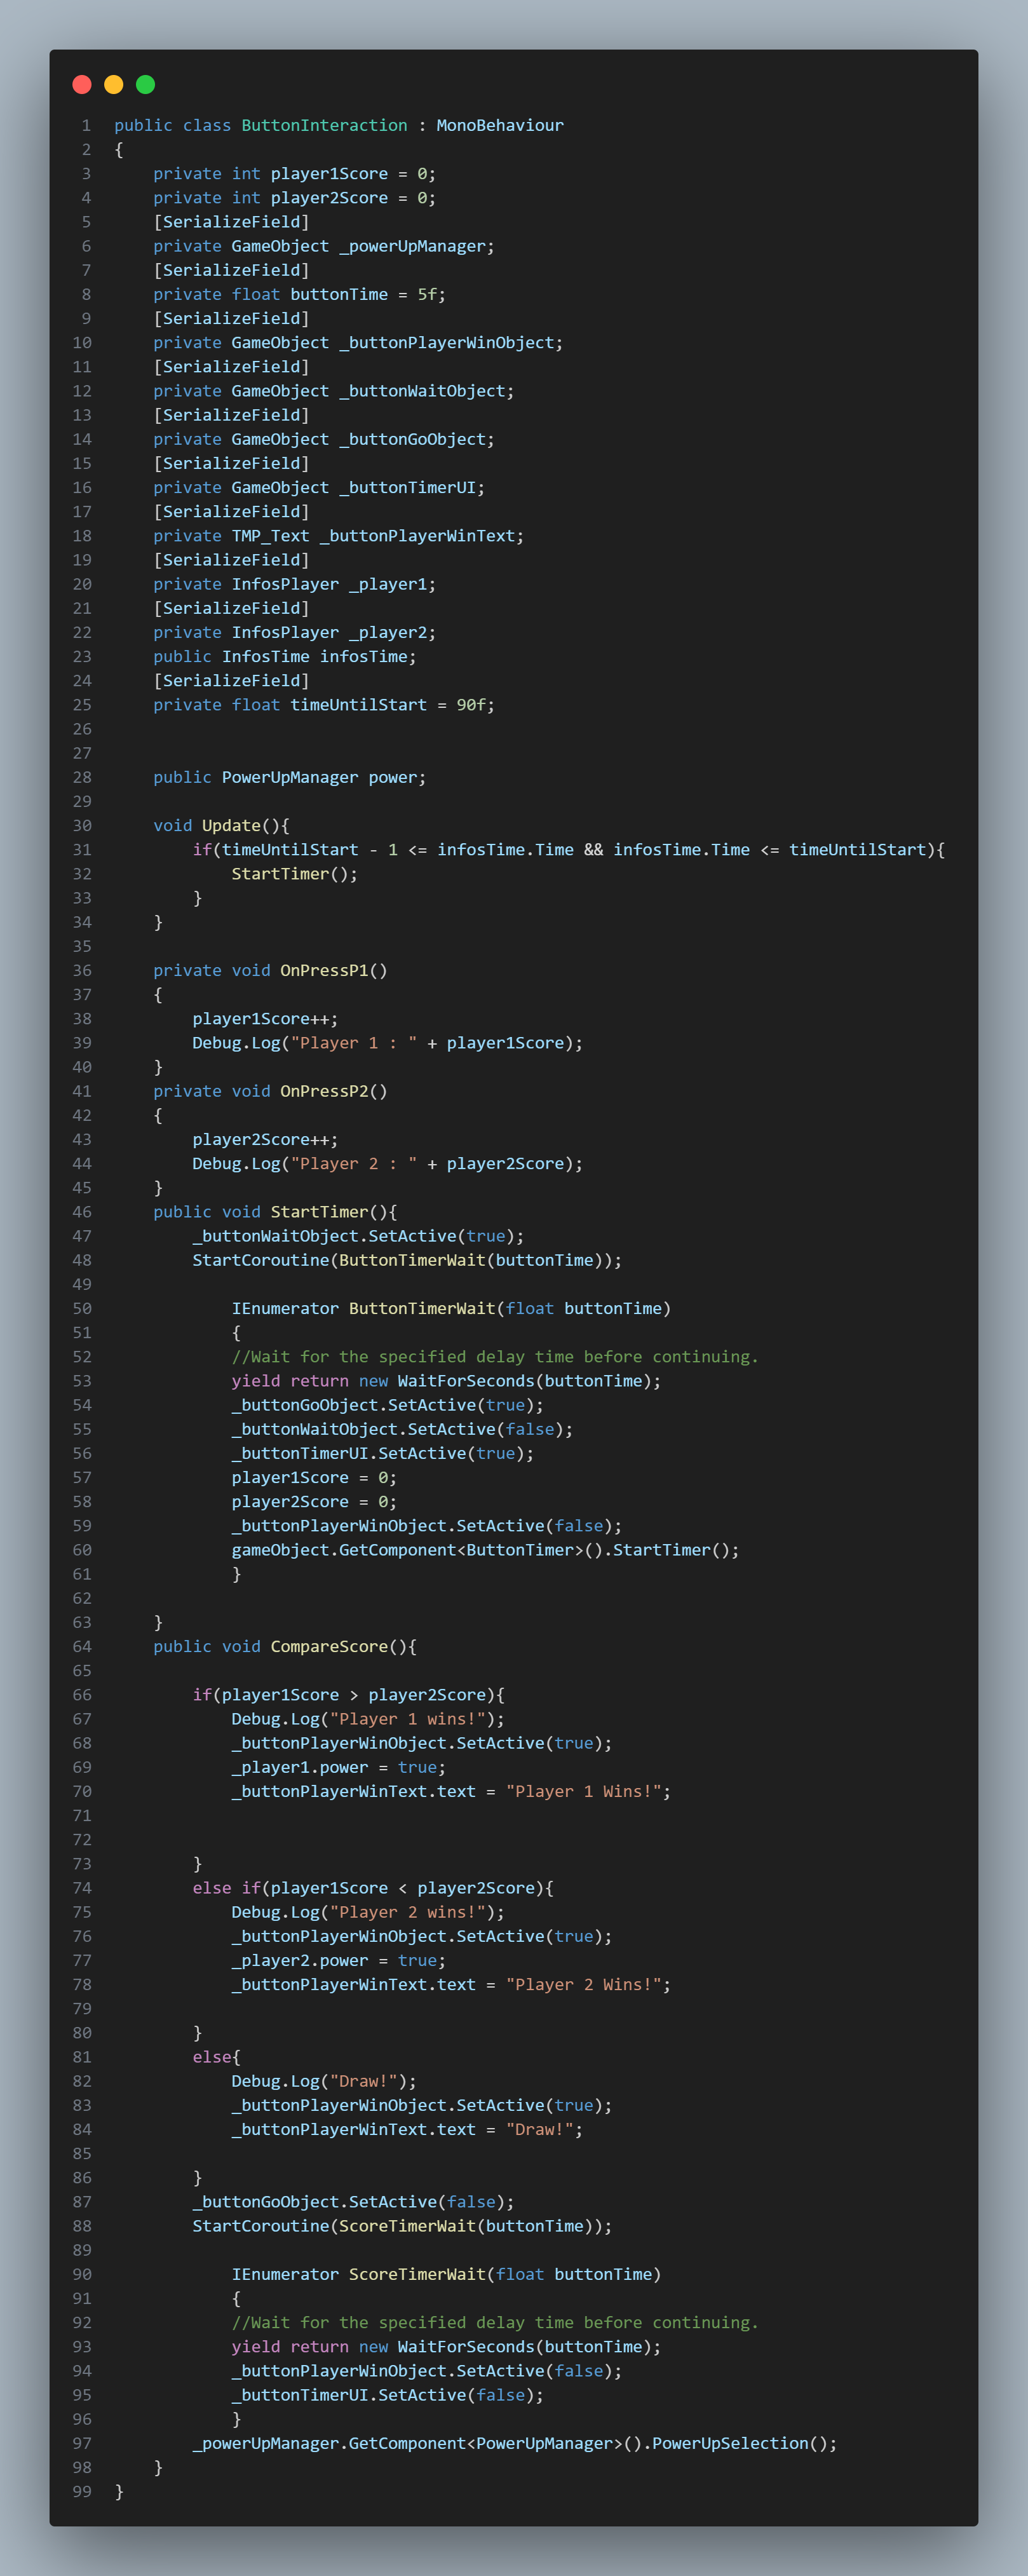 1 public class ButtonInteraction : MonoBehaviour
2 {
3     private int player1Score = 0;
4     private int player2Score = 0;
5     [SerializeField]
6     private GameObject _powerUpManager;
7     [SerializeField]
8     private float buttonTime = 5f;
9     [SerializeField]
10     private GameObject _buttonPlayerWinObject;
11     [SerializeField]
12     private GameObject _buttonWaitObject;
13     [SerializeField]
14     private GameObject _buttonGoObject;
15     [SerializeField]
16     private GameObject _buttonTimerUI;
17     [SerializeField]
18     private TMP_Text _buttonPlayerWinText;
19     [SerializeField]
20     private InfosPlayer _player1;
21     [SerializeField]
22     private InfosPlayer _player2;
23     public InfosTime infosTime;
24     [SerializeField]
25     private float timeUntilStart = 90f;
26
27
28     public PowerUpManager power;
29
30     void Update(){
31         if(timeUntilStart - 1 <= infosTime.Time && infosTime.Time <= timeUntilStart){
32             StartTimer();
33         }
34     }
35
36     private void OnPressP1()
37     {
38         player1Score++;
39         Debug.Log("Player 1 : " + player1Score);
40     }
41     private void OnPressP2()
42     {
43         player2Score++;
44         Debug.Log("Player 2 : " + player2Score);
45     }
46     public void StartTimer(){
47         _buttonWaitObject.SetActive(true);
48         StartCoroutine(ButtonTimerWait(buttonTime));
49
50             IEnumerator ButtonTimerWait(float buttonTime)
51             {
52             //Wait for the specified delay time before continuing.
53             yield return new WaitForSeconds(buttonTime);
54             _buttonGoObject.SetActive(true);
55             _buttonWaitObject.SetActive(false);
56             _buttonTimerUI.SetActive(true);
57             player1Score = 0;
58             player2Score = 0;
59             _buttonPlayerWinObject.SetActive(false);
60             gameObject.GetComponent<ButtonTimer>().StartTimer();
61             }
62
63     }
64     public void CompareScore(){
65
66         if(player1Score > player2Score){
67             Debug.Log("Player 1 wins!");
68             _buttonPlayerWinObject.SetActive(true);
69             _player1.power = true;
70             _buttonPlayerWinText.text = "Player 1 Wins!";
71
72
73         }
74         else if(player1Score < player2Score){
75             Debug.Log("Player 2 wins!");
76             _buttonPlayerWinObject.SetActive(true);
77             _player2.power = true;
78             _buttonPlayerWinText.text = "Player 2 Wins!";
79
80         }
81         else{
82             Debug.Log("Draw!");
83             _buttonPlayerWinObject.SetActive(true);
84             _buttonPlayerWinText.text = "Draw!";
85
86         }
87         _buttonGoObject.SetActive(false);
88         StartCoroutine(ScoreTimerWait(buttonTime));
89
90             IEnumerator ScoreTimerWait(float buttonTime)
91             {
92             //Wait for the specified delay time before continuing.
93             yield return new WaitForSeconds(buttonTime);
94             _buttonPlayerWinObject.SetActive(false);
95             _buttonTimerUI.SetActive(false);
96             }
97         _powerUpManager.GetComponent<PowerUpManager>().PowerUpSelection();
98     }
99 }